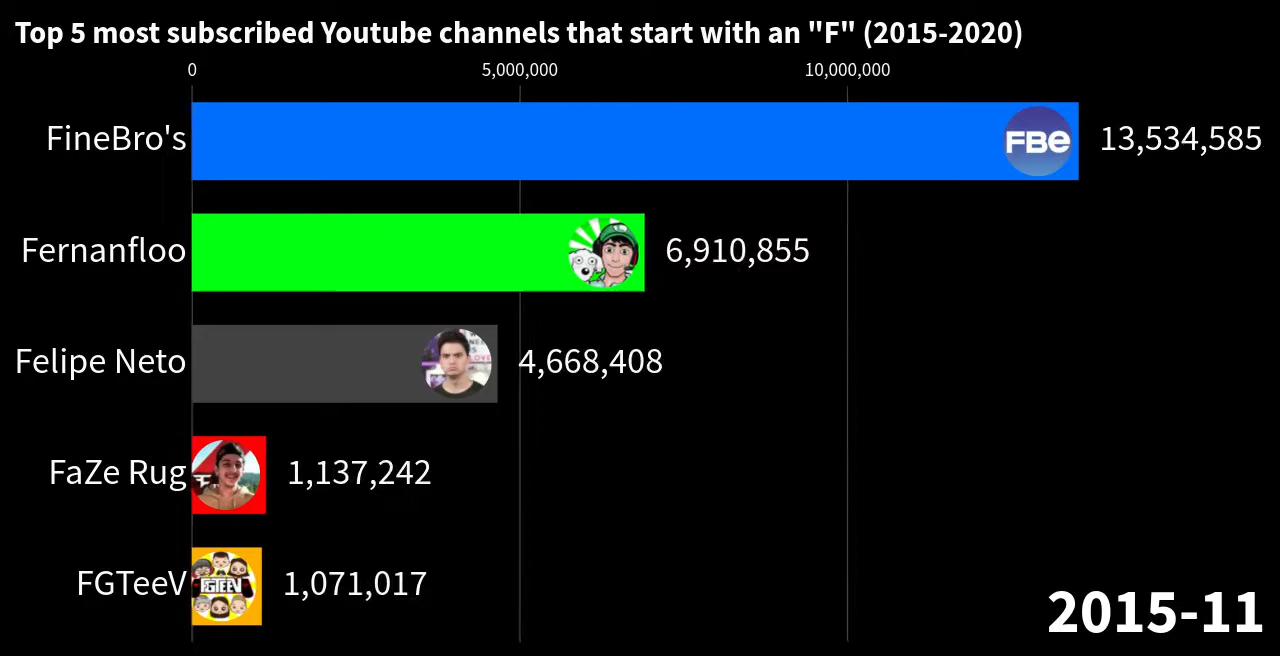 Top 5 most subscribed Youtube channels that start with an "F" (2015-2020)
0 5,000,000 10,000,000
FineBro's FBe 13,534,585
Fernanfloo 6,910,855
Felipe Neto 4,668,408
FaZe Rug 1,137,242
FGTeeV FGTEEV 1,071,017
2015-11